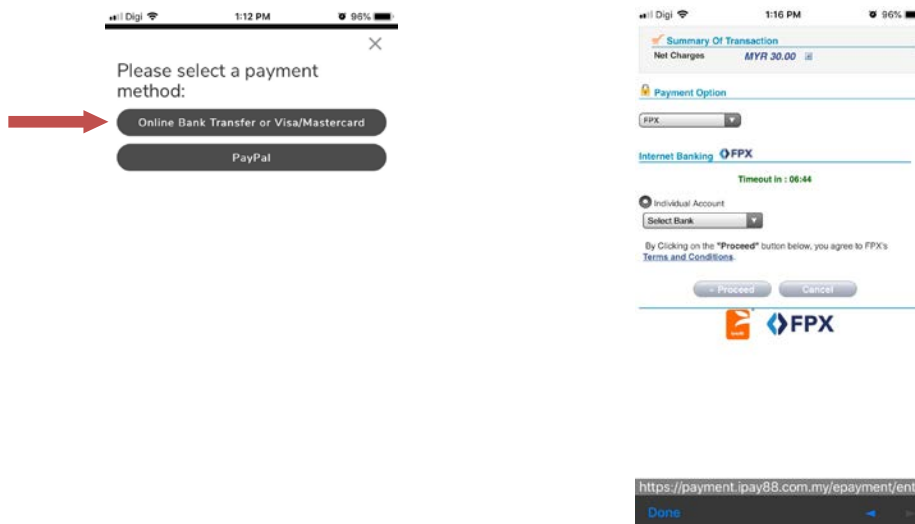 Digi
1:12 PM
96%
Please select a payment
method:
Online Bank Transfer or Visa/Mastercard
PayPal
Digi
1:16 PM
96%
Summary Of Transaction
Net Charges MYR 30.00
Payment Option
FPX
Internet Banking FPX
Timeout in : 06:44
Individual Account
Select Bank
By Clicking on the "Proceed" button below, you agree to FPX's
Terms and Conditions.
Proceed Cancel
FPX
https://payment.ipay88.com.my/epayment/ent
Done